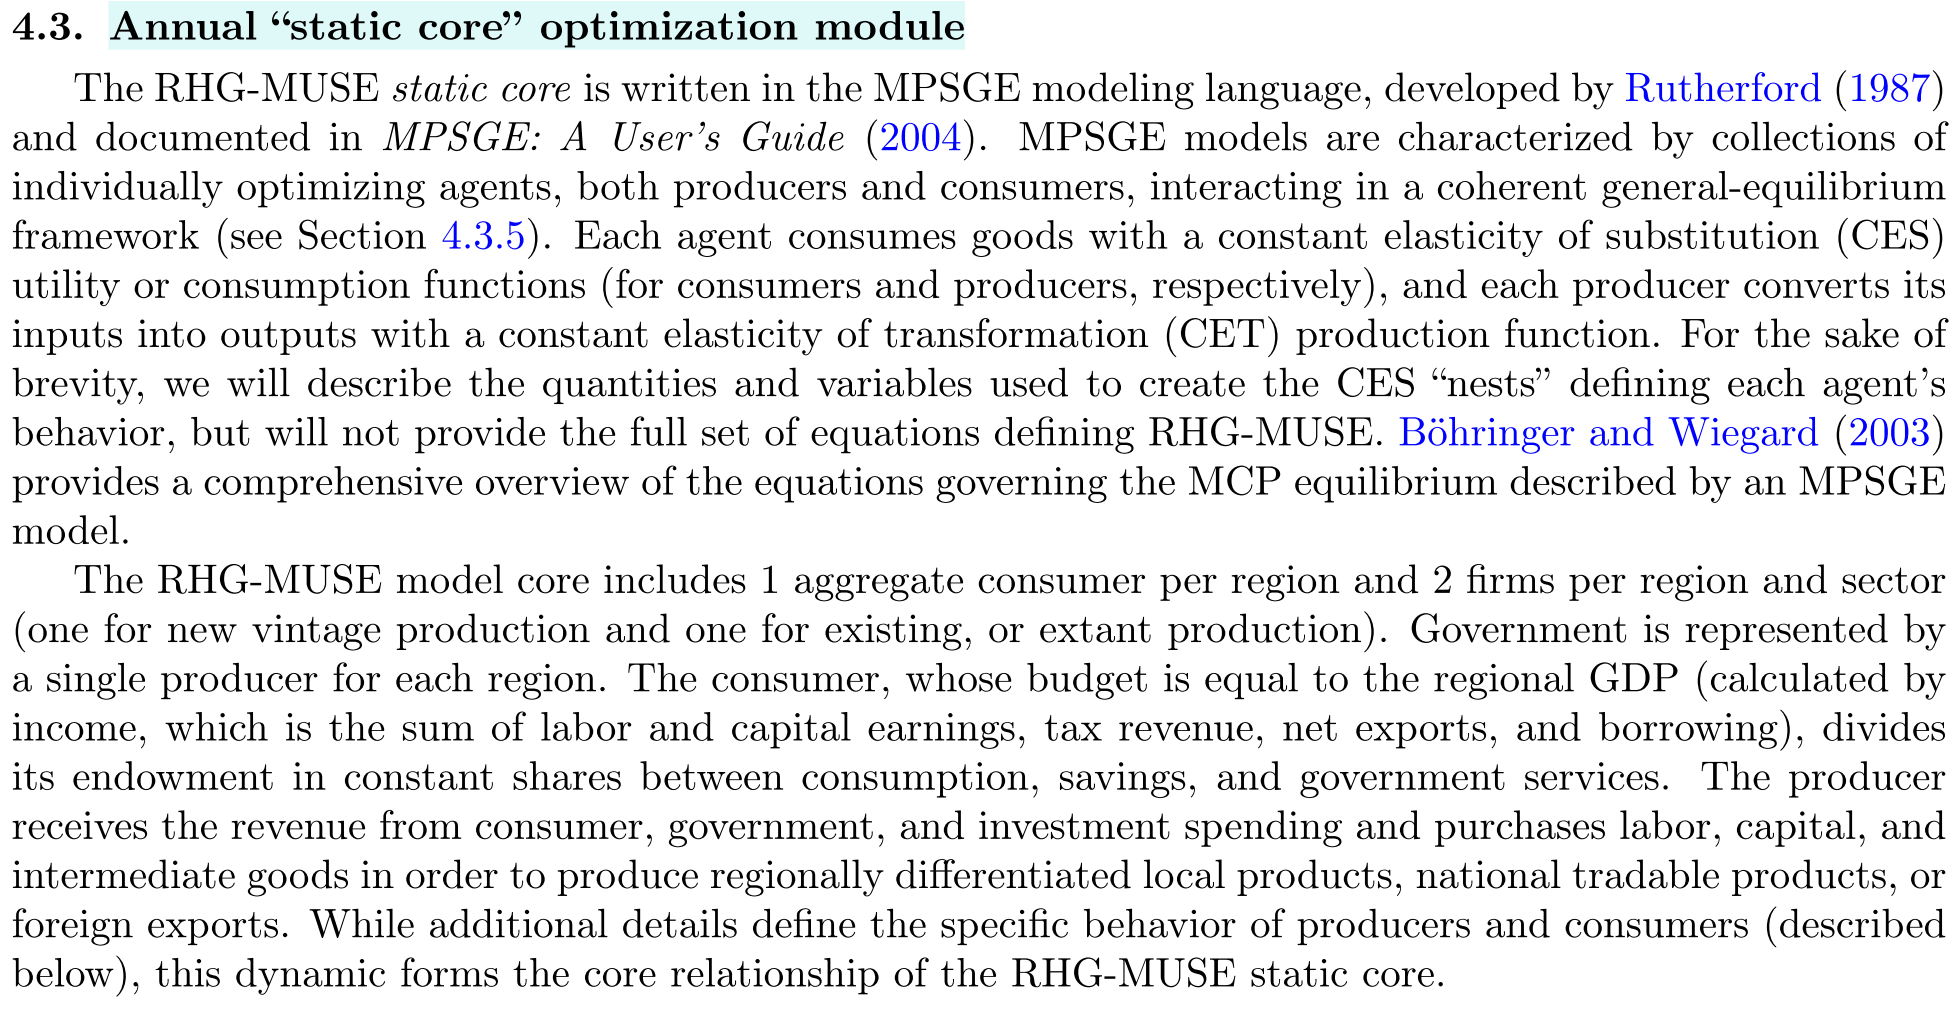 4.3. Annual “static core” optimization module
The RHG-MUSE static core is written in the MPSGE modeling language, developed by Rutherford (1987)
and documented in MPSGE: A User’s Guide (2004). MPSGE models are characterized by collections of
individually optimizing agents, both producers and consumers, interacting in a coherent general-equilibrium
framework (see Section 4.3.5). Each agent consumes goods with a constant elasticity of substitution (CES)
utility or consumption functions (for consumers and producers, respectively), and each producer converts its
inputs into outputs with a constant elasticity of transformation (CET) production function. For the sake of
brevity, we will describe the quantities and variables used to create the CES “nests” defining each agent’s
behavior, but will not provide the full set of equations defining RHG-MUSE. Böhringer and Wiegard (2003)
provides a comprehensive overview of the equations governing the MCP equilibrium described by an MPSGE
model.
The RHG-MUSE model core includes 1 aggregate consumer per region and 2 firms per region and sector
(one for new vintage production and one for existing, or extant production). Government is represented by
a single producer for each region. The consumer, whose budget is equal to the regional GDP (calculated by
income, which is the sum of labor and capital earnings, tax revenue, net exports, and borrowing), divides
its endowment in constant shares between consumption, savings, and government services. The producer
receives the revenue from consumer, government, and investment spending and purchases labor, capital, and
intermediate goods in order to produce regionally differentiated local products, national tradable products, or
foreign exports. While additional details define the specific behavior of producers and consumers (described
below), this dynamic forms the core relationship of the RHG-MUSE static core.